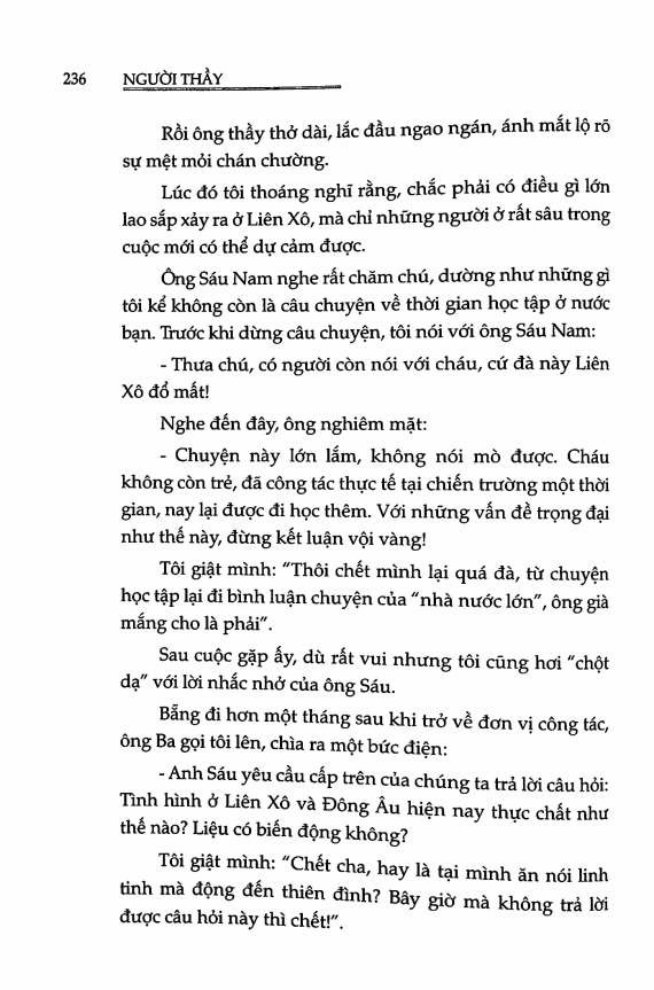 236 NGƯỜI THẦY
Rồi ông thầy thở dài, lắc đầu ngao ngán, ánh mắt lộ rõ
sự mệt mỏi chán chường.
Lúc đó tôi thoáng nghĩ rằng, chắc phải có điều gì lớn
lao sắp xảy ra ở Liên Xô, mà chỉ những người ở rất sâu trong
cuộc mới có thể dự cảm được.
Ông Sáu Nam nghe rất chăm chú, dường như những gì
tôi kể không còn là câu chuyện về thời gian học tập ở nước
bạn. Trước khi dừng câu chuyện, tôi nói với ông Sáu Nam:
- Thưa chú, có người còn nói với cháu, cứ đà này Liên
Xô đổ mất!
Nghe đến đây, ông nghiêm mặt:
- Chuyện này lớn lắm, không nói mò được. Cháu
không còn trẻ, đã công tác thực tế tại chiến trường một thời
gian, nay lại được đi học thêm. Với những vấn đề trọng đại
như thế này, đừng kết luận vội vàng!
Tôi giật mình: “Thôi chết mình lại quá đà, từ chuyện
học tập lại đi bình luận chuyện của “nhà nước lớn”, ông già
mắng cho là phải”.
Sau cuộc gặp ấy, dù rất vui nhưng tôi cũng hơi “chột
dạ” với lời nhắc nhở của ông Sáu.
Bẵng đi hơn một tháng sau khi trở về đơn vị công tác,
ông Ba gọi tôi lên, chìa ra một bức điện:
- Anh Sáu yêu cầu cấp trên của chúng ta trả lời câu hỏi:
Tình hình ở Liên Xô và Đông Âu hiện nay thực chất như
thế nào? Liệu có biến động không?
Tôi giật mình: “Chết cha, hay là tại mình ăn nói linh
tinh mà động đến thiên đình? Bây giờ mà không trả lời
được câu hỏi này thì chết!”.